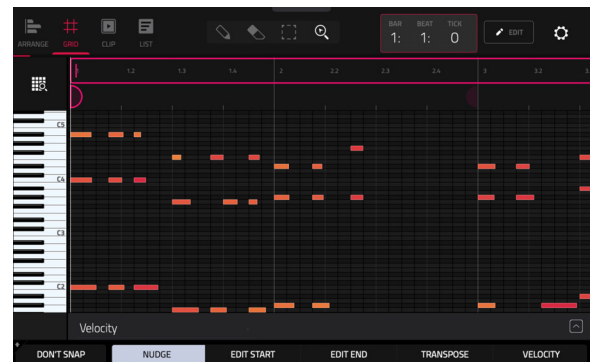 BAR BEAT TICK
1: 1: 0
EDIT
ARRANGE GRID CLIP LIST
1.2 1.3 1.4 2 2.2 2.3 2.4 3 3.2
C5
C4
C3
C2
Velocity
DON'T SNAP NUDGE EDIT START EDIT END TRANSPOSE VELOCITY